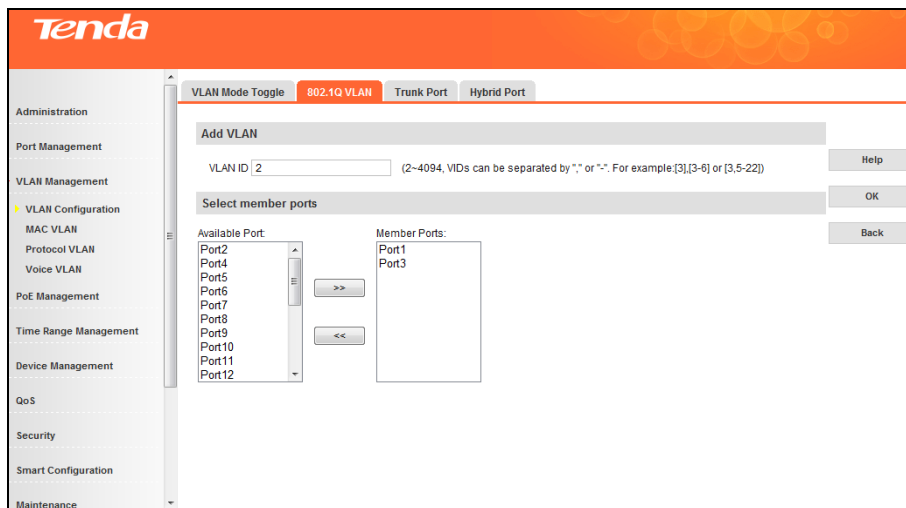 Tenda
Administration
Port Management
VLAN Management
VLAN Configuration
MAC VLAN
Protocol VLAN
Voice VLAN
PoE Management
Time Range Management
Device Management
QoS
Security
Smart Configuration
Maintenance
VLAN Mode Toggle 802.1Q VLAN Trunk Port Hybrid Port
Add VLAN
VLAN ID 2 (2~4094, VIDs can be separated by "," or "-". For example:[3],[3-6] or [3,5-22])
Select member ports
Available Port:
Port2
Port4
Port5
Port6
Port7
Port8
Port9
Port10
Port11
Port12
>>
<<
Member Ports:
Port1
Port3
Help
OK
Back